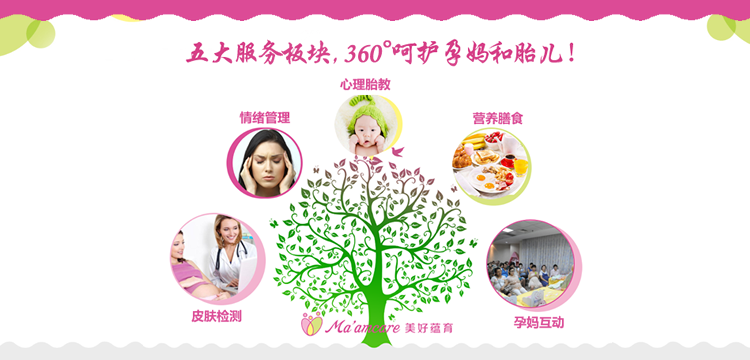 五大服务板块,360°呵护孕妈和胎儿!
心理胎教
情绪管理
营养膳食
皮肤检测
孕妈互动
Ma'amcare 美好蕴育